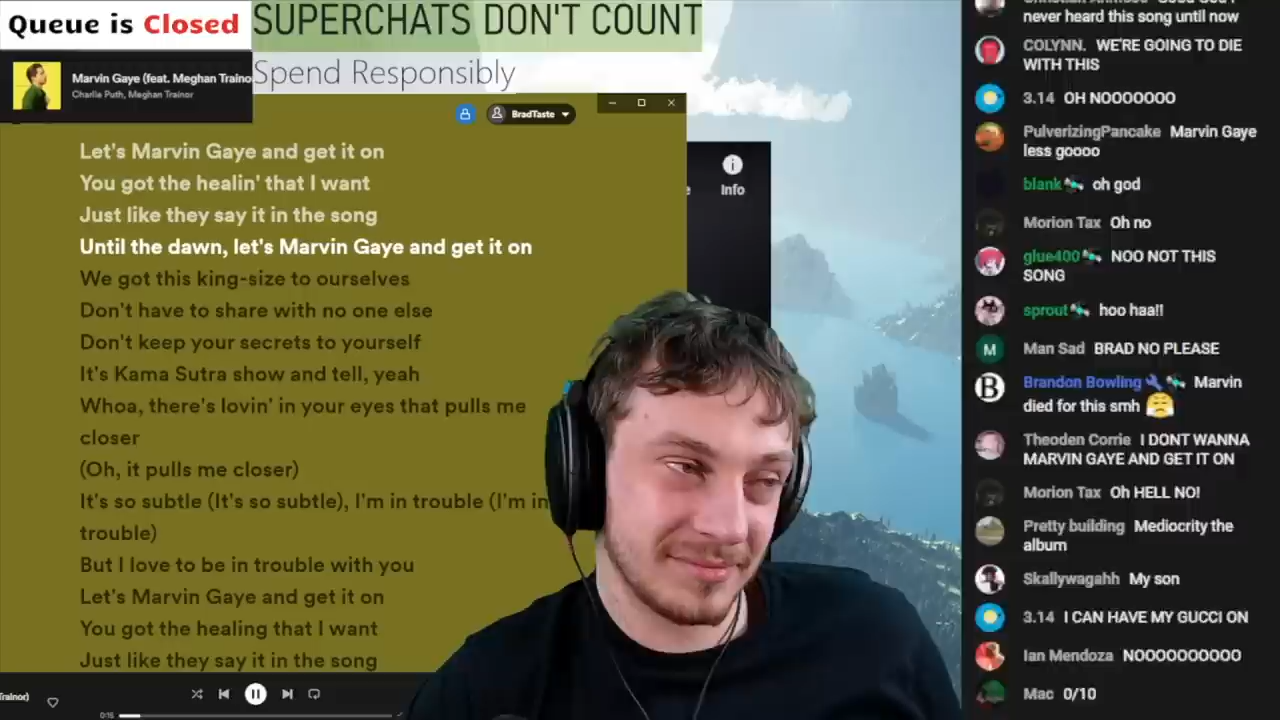 Queue is Closed
SUPERCHATS DON'T COUNT
Spend Responsibly
Marvin Gaye (feat. Meghan Traino
Charlie Puth, Meghan Trainor
BradTaste
Info
Let's Marvin Gaye and get it on
You got the healin' that I want
Just like they say it in the song
Until the dawn, let's Marvin Gaye and get it on
We got this king-size to ourselves
Don't have to share with no one else
Don't keep your secrets to yourself
It's Kama Sutra show and tell, yeah
Whoa, there's lovin' in your eyes that pulls me
closer
(Oh, it pulls me closer)
It's so subtle (It's so subtle), I'm in trouble (I'm in
trouble)
But I love to be in trouble with you
Let's Marvin Gaye and get it on
You got the healing that I want
Just like they say it in the song
Trainor)
0:15
never heard this song until now
COLYNN. WE'RE GOING TO DIE
WITH THIS
3.14 OH NOOOOOOO
PulverizingPancake Marvin Gaye
less goooo
blank oh god
Morion Tax Oh no
glue400 NOO NOT THIS
SONG
sprout hoo haa!!
M
Man Sad BRAD NO PLEASE
B
Brandon Bowling Marvin
died for this smh
Theoden Corrie I DONT WANNA
MARVIN GAYE AND GET IT ON
Morion Tax Oh HELL NO!
Pretty building Mediocrity the
album
Skallywagahh My son
3.14 I CAN HAVE MY GUCCI ON
Ian Mendoza NOOOOOOOOOO
Mac 0/10